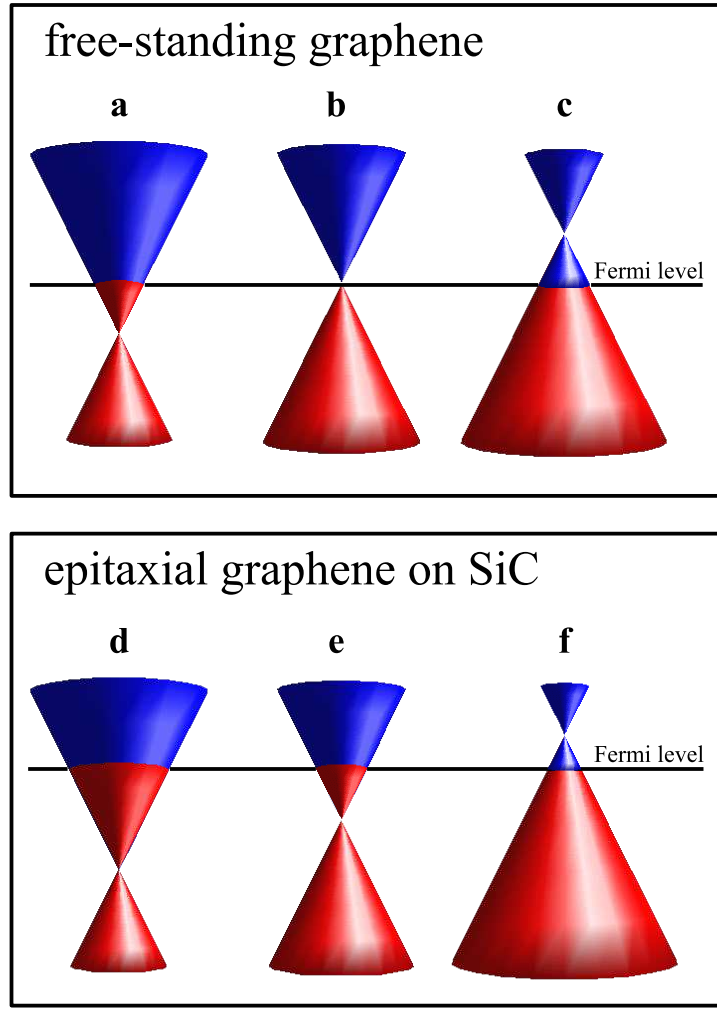 free-standing graphene
a b c
Fermi level
epitaxial graphene on SiC
d e f
Fermi level